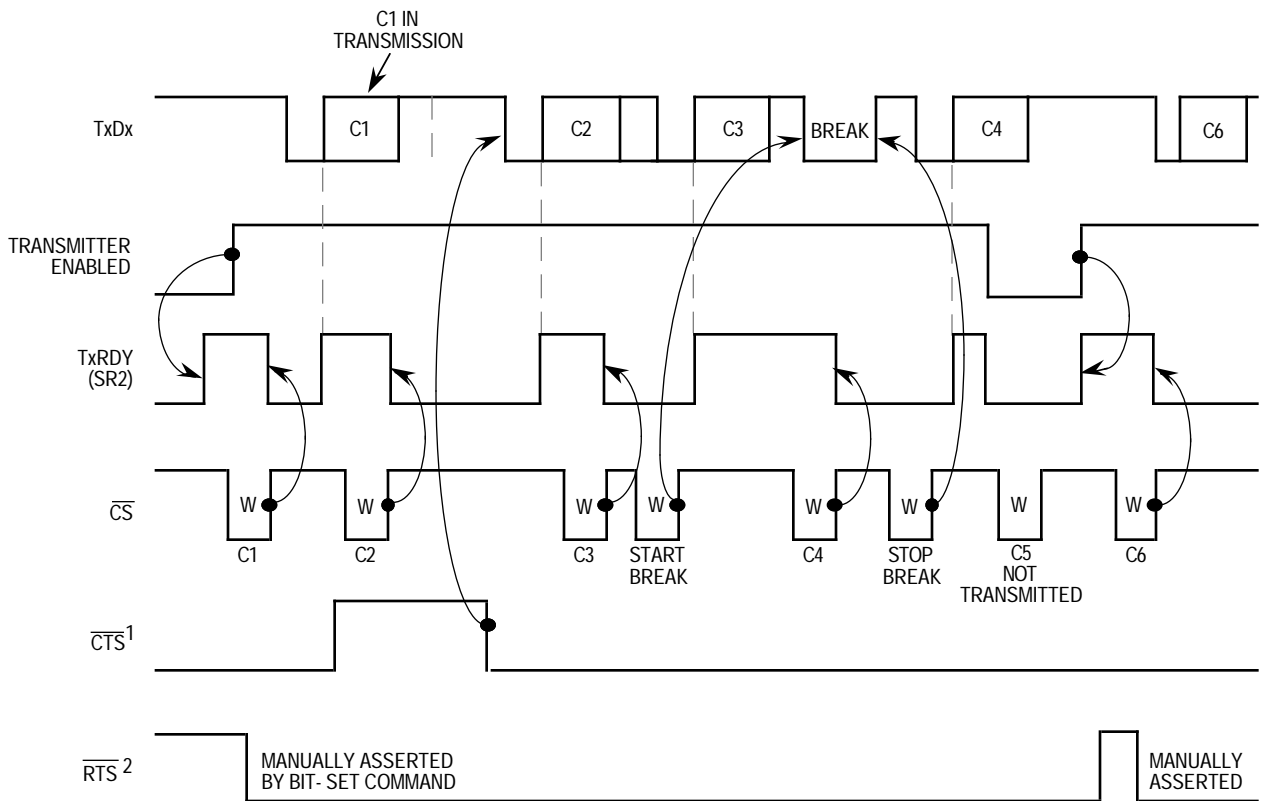 C1 IN
TRANSMISSION
TxDx
C1
C2
C3
BREAK
C4
C6
TRANSMITTER
ENABLED
TxRDY
(SR2)
CS
W
W
W
W
W
W
W
W
C1
C2
C3
START
BREAK
C4
STOP
BREAK
C5
NOT
TRANSMITTED
C6
CTS1
RTS 2
MANUALLY ASSERTED
BY BIT- SET COMMAND
MANUALLY
ASSERTED